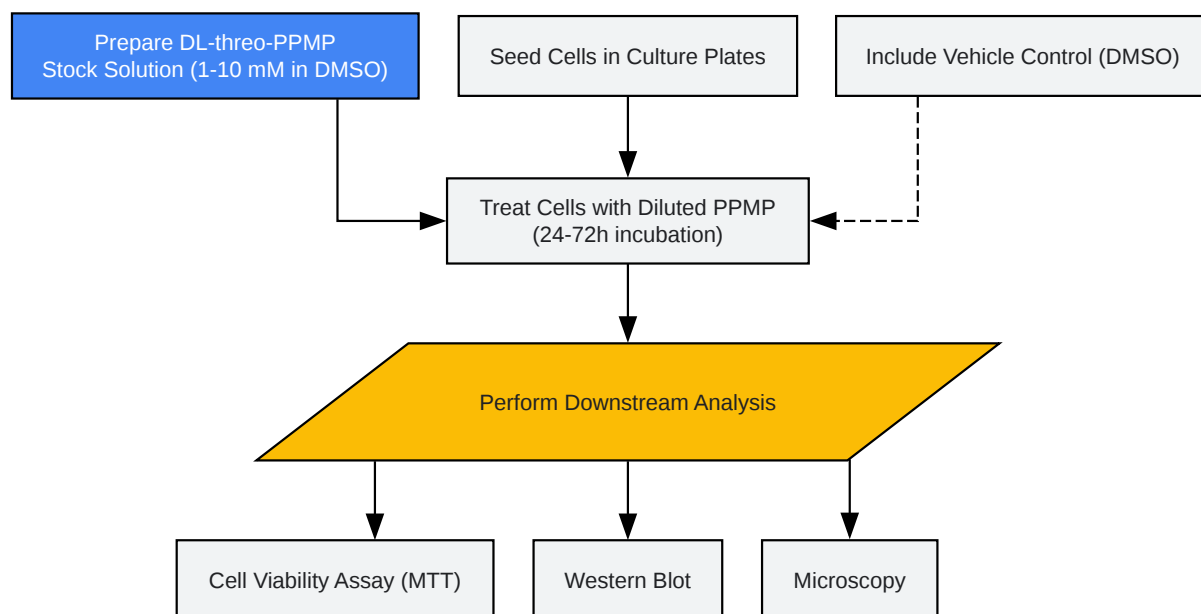 Prepare DL-threo-PPMP
Stock Solution (1-10 mM in DMSO)
Seed Cells in Culture Plates
Include Vehicle Control (DMSO)
Treat Cells with Diluted PPMP
(24-72h incubation)
Perform Downstream Analysis
Cell Viability Assay (MTT)
Western Blot
Microscopy